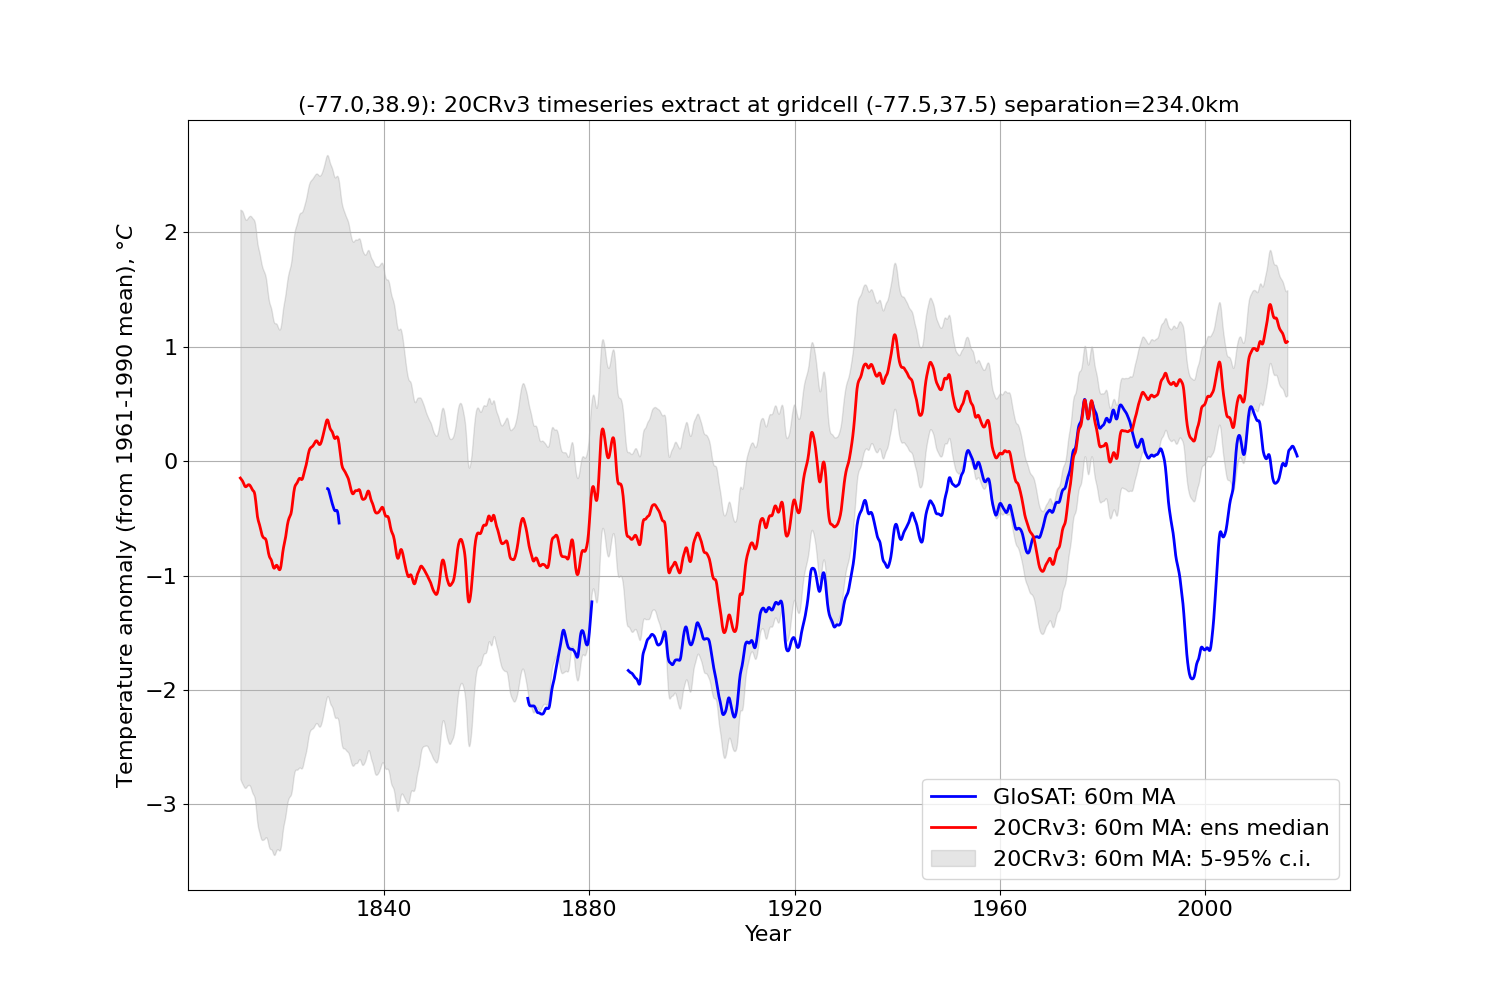 (-77.0,38.9): 20CRv3 timeseries extract at gridcell (-77.5,37.5) separation=234.0km
Temperature anomaly (from 1961-1990 mean), °C
2
1
0
−1
−2
−3
GloSAT: 60m MA
20CRv3: 60m MA: ens median
20CRv3: 60m MA: 5-95% c.i.
1840 1880 1920 1960 2000
Year